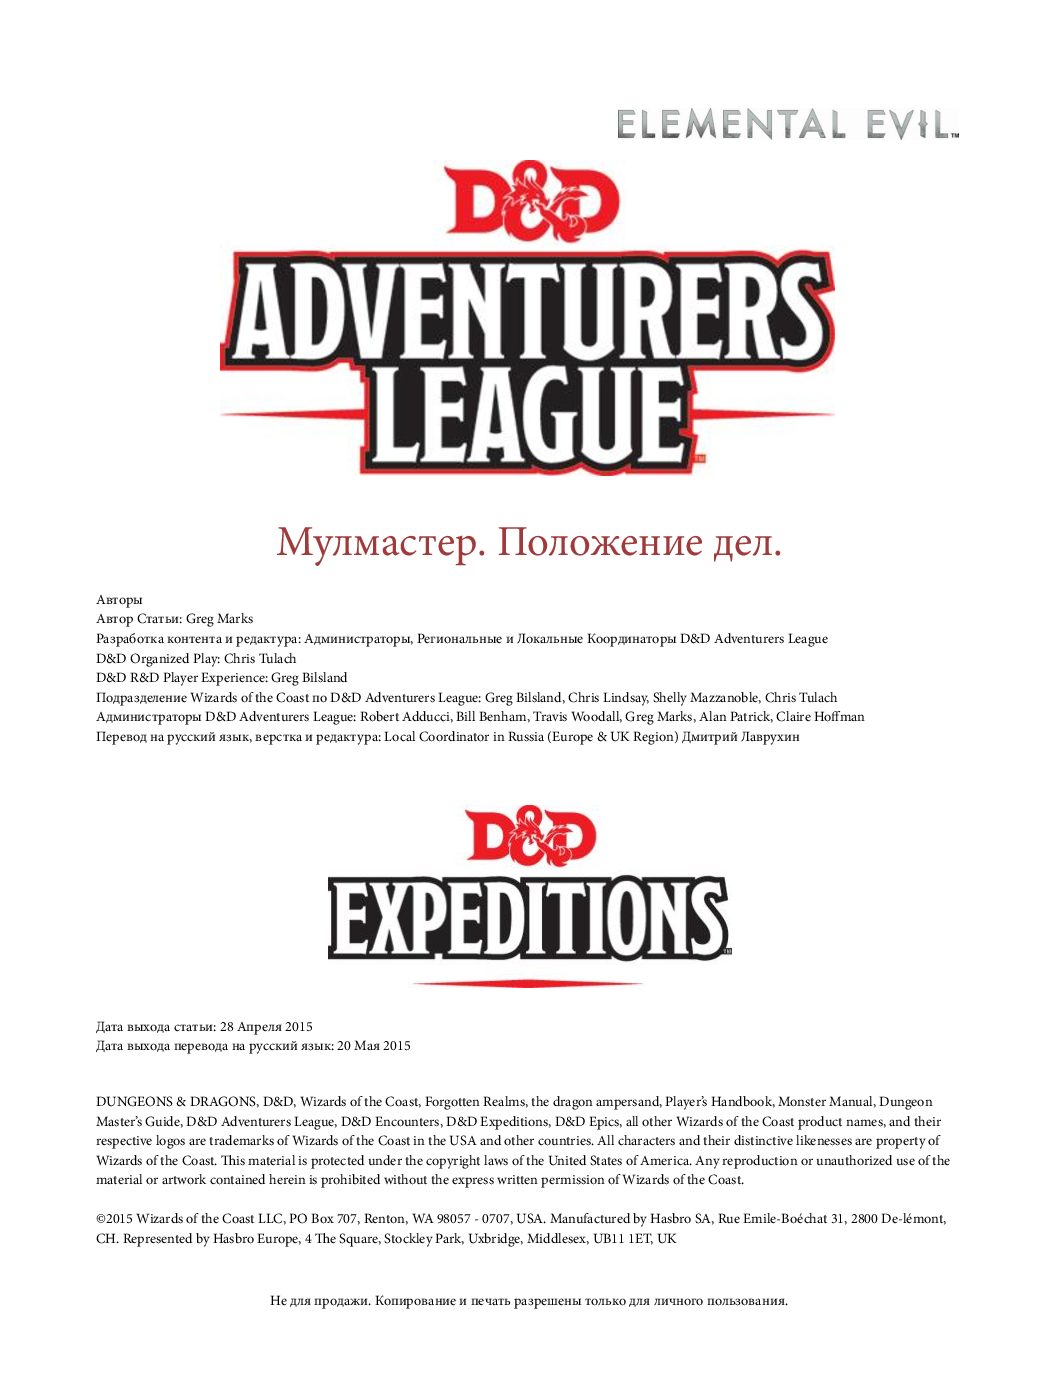 ELEMENTAL EVIL™
D&D
ADVENTURERS
LEAGUE™
Мулмастер. Положение дел.
Авторы
Автор Статьи: Greg Marks
Разработка контента и редактура: Администраторы, Региональные и Локальные Координаторы D&D Adventurers League
D&D Organized Play: Chris Tulach
D&D R&D Player Experience: Greg Bilsland
Подразделение Wizards of the Coast по D&D Adventurers League: Greg Bilsland, Chris Lindsay, Shelly Mazzanoble, Chris Tulach
Администраторы D&D Adventurers League: Robert Adducci, Bill Benham, Travis Woodall, Greg Marks, Alan Patrick, Claire Hoffman
Перевод на русский язык, верстка и редактура: Local Coordinator in Russia (Europe & UK Region) Дмитрий Лаврухин
D&D
EXPEDITIONS™
Дата выхода статьи: 28 Апреля 2015
Дата выхода перевода на русский язык: 20 Мая 2015
DUNGEONS & DRAGONS, D&D, Wizards of the Coast, Forgotten Realms, the dragon ampersand, Player’s Handbook, Monster Manual, Dungeon
Master’s Guide, D&D Adventurers League, D&D Encounters, D&D Expeditions, D&D Epics, all other Wizards of the Coast product names, and their
respective logos are trademarks of Wizards of the Coast in the USA and other countries. All characters and their distinctive likenesses are property of
Wizards of the Coast. This material is protected under the copyright laws of the United States of America. Any reproduction or unauthorized use of the
material or artwork contained herein is prohibited without the express written permission of Wizards of the Coast.
©2015 Wizards of the Coast LLC, PO Box 707, Renton, WA 98057 - 0707, USA. Manufactured by Hasbro SA, Rue Emile-Boéchat 31, 2800 De-lémont,
CH. Represented by Hasbro Europe, 4 The Square, Stockley Park, Uxbridge, Middlesex, UB11 1ET, UK
Не для продажи. Копирование и печать разрешены только для личного пользования.